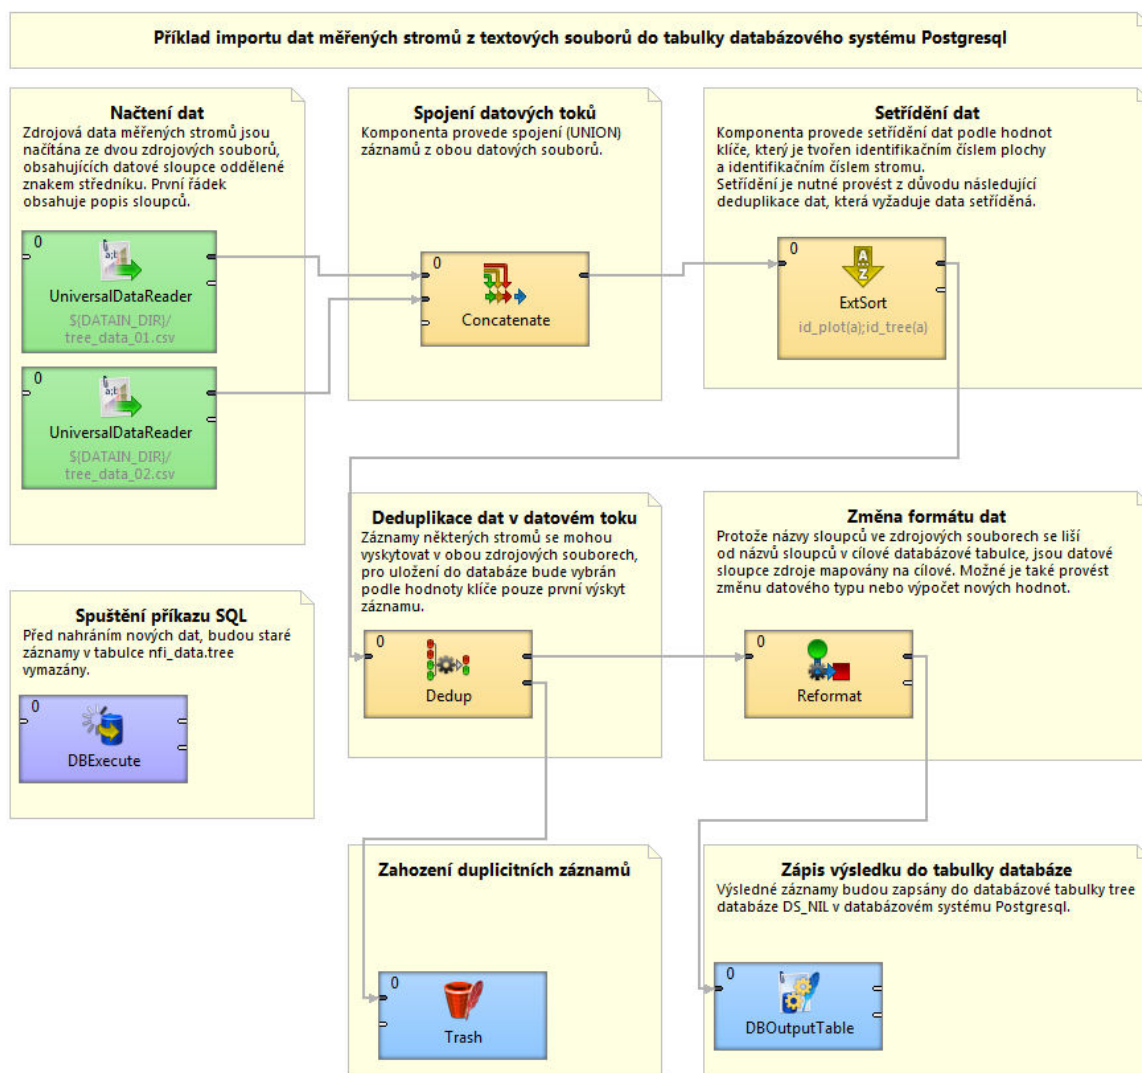 Příklad importu dat měřených stromů z textových souborů do tabulky databázového systému Postgresql
Načtení dat
Zdrojová data měřených stromů jsou
načítána ze dvou zdrojových souborů,
obsahujících datové sloupce oddělené
znakem středníku. První řádek
obsahuje popis sloupců.
0
a;b
UniversalDataReader
${DATAIN_DIR}/
tree_data_01.csv
0
a;b
UniversalDataReader
${DATAIN_DIR}/
tree_data_02.csv
Spojení datových toků
Komponenta provede spojení (UNION)
záznamů z obou datových souborů.
0
Concatenate
Setřídění dat
Komponenta provede setřídění dat podle hodnot
klíče, který je tvořen identifikačním číslem plochy
a identifikačním číslem stromu.
Setřídění je nutné provést z důvodu následující
deduplikace dat, která vyžaduje data setříděná.
0
A...
Z
ExtSort
id_plot(a);id_tree(a)
Spuštění příkazu SQL
Před nahráním nových dat, budou staré
záznamy v tabulce nfi_data.tree
vymazány.
0
DBExecute
Deduplikace dat v datovém toku
Záznamy některých stromů se mohou
vyskytovat v obou zdrojových souborech,
pro uložení do databáze bude vybrán
podle hodnoty klíče pouze první výskyt
záznamu.
0
Dedup
Změna formátu dat
Protože názvy sloupců ve zdrojových souborech se liší
od názvů sloupců v cílové databázové tabulce, jsou datové
sloupce zdroje mapovány na cílové. Možné je také provést
změnu datového typu nebo výpočet nových hodnot.
0
Reformat
Zahození duplicitních záznamů
0
Trash
Zápis výsledku do tabulky databáze
Výsledné záznamy budou zapsány do databázové tabulky tree
databáze DS_NIL v databázovém systému Postgresql.
0
DBOutputTable